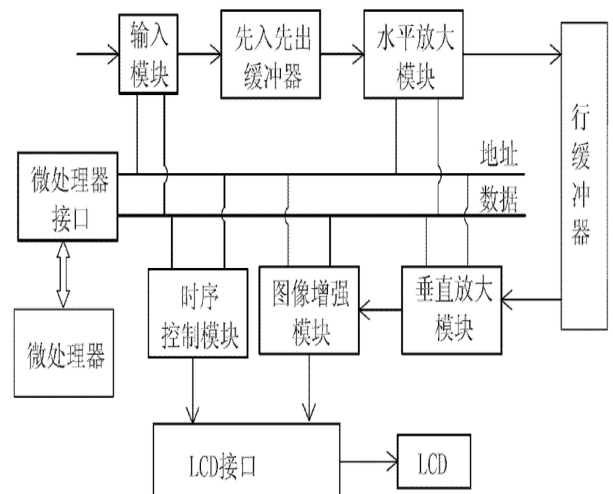 输入
模块
先入先出
缓冲器
水平放大
模块
行
缓
冲
器
地址
数据
微处理器
接口
时序
控制模块
图像增强
模块
垂直放大
模块
微处理器
LCD接口
LCD